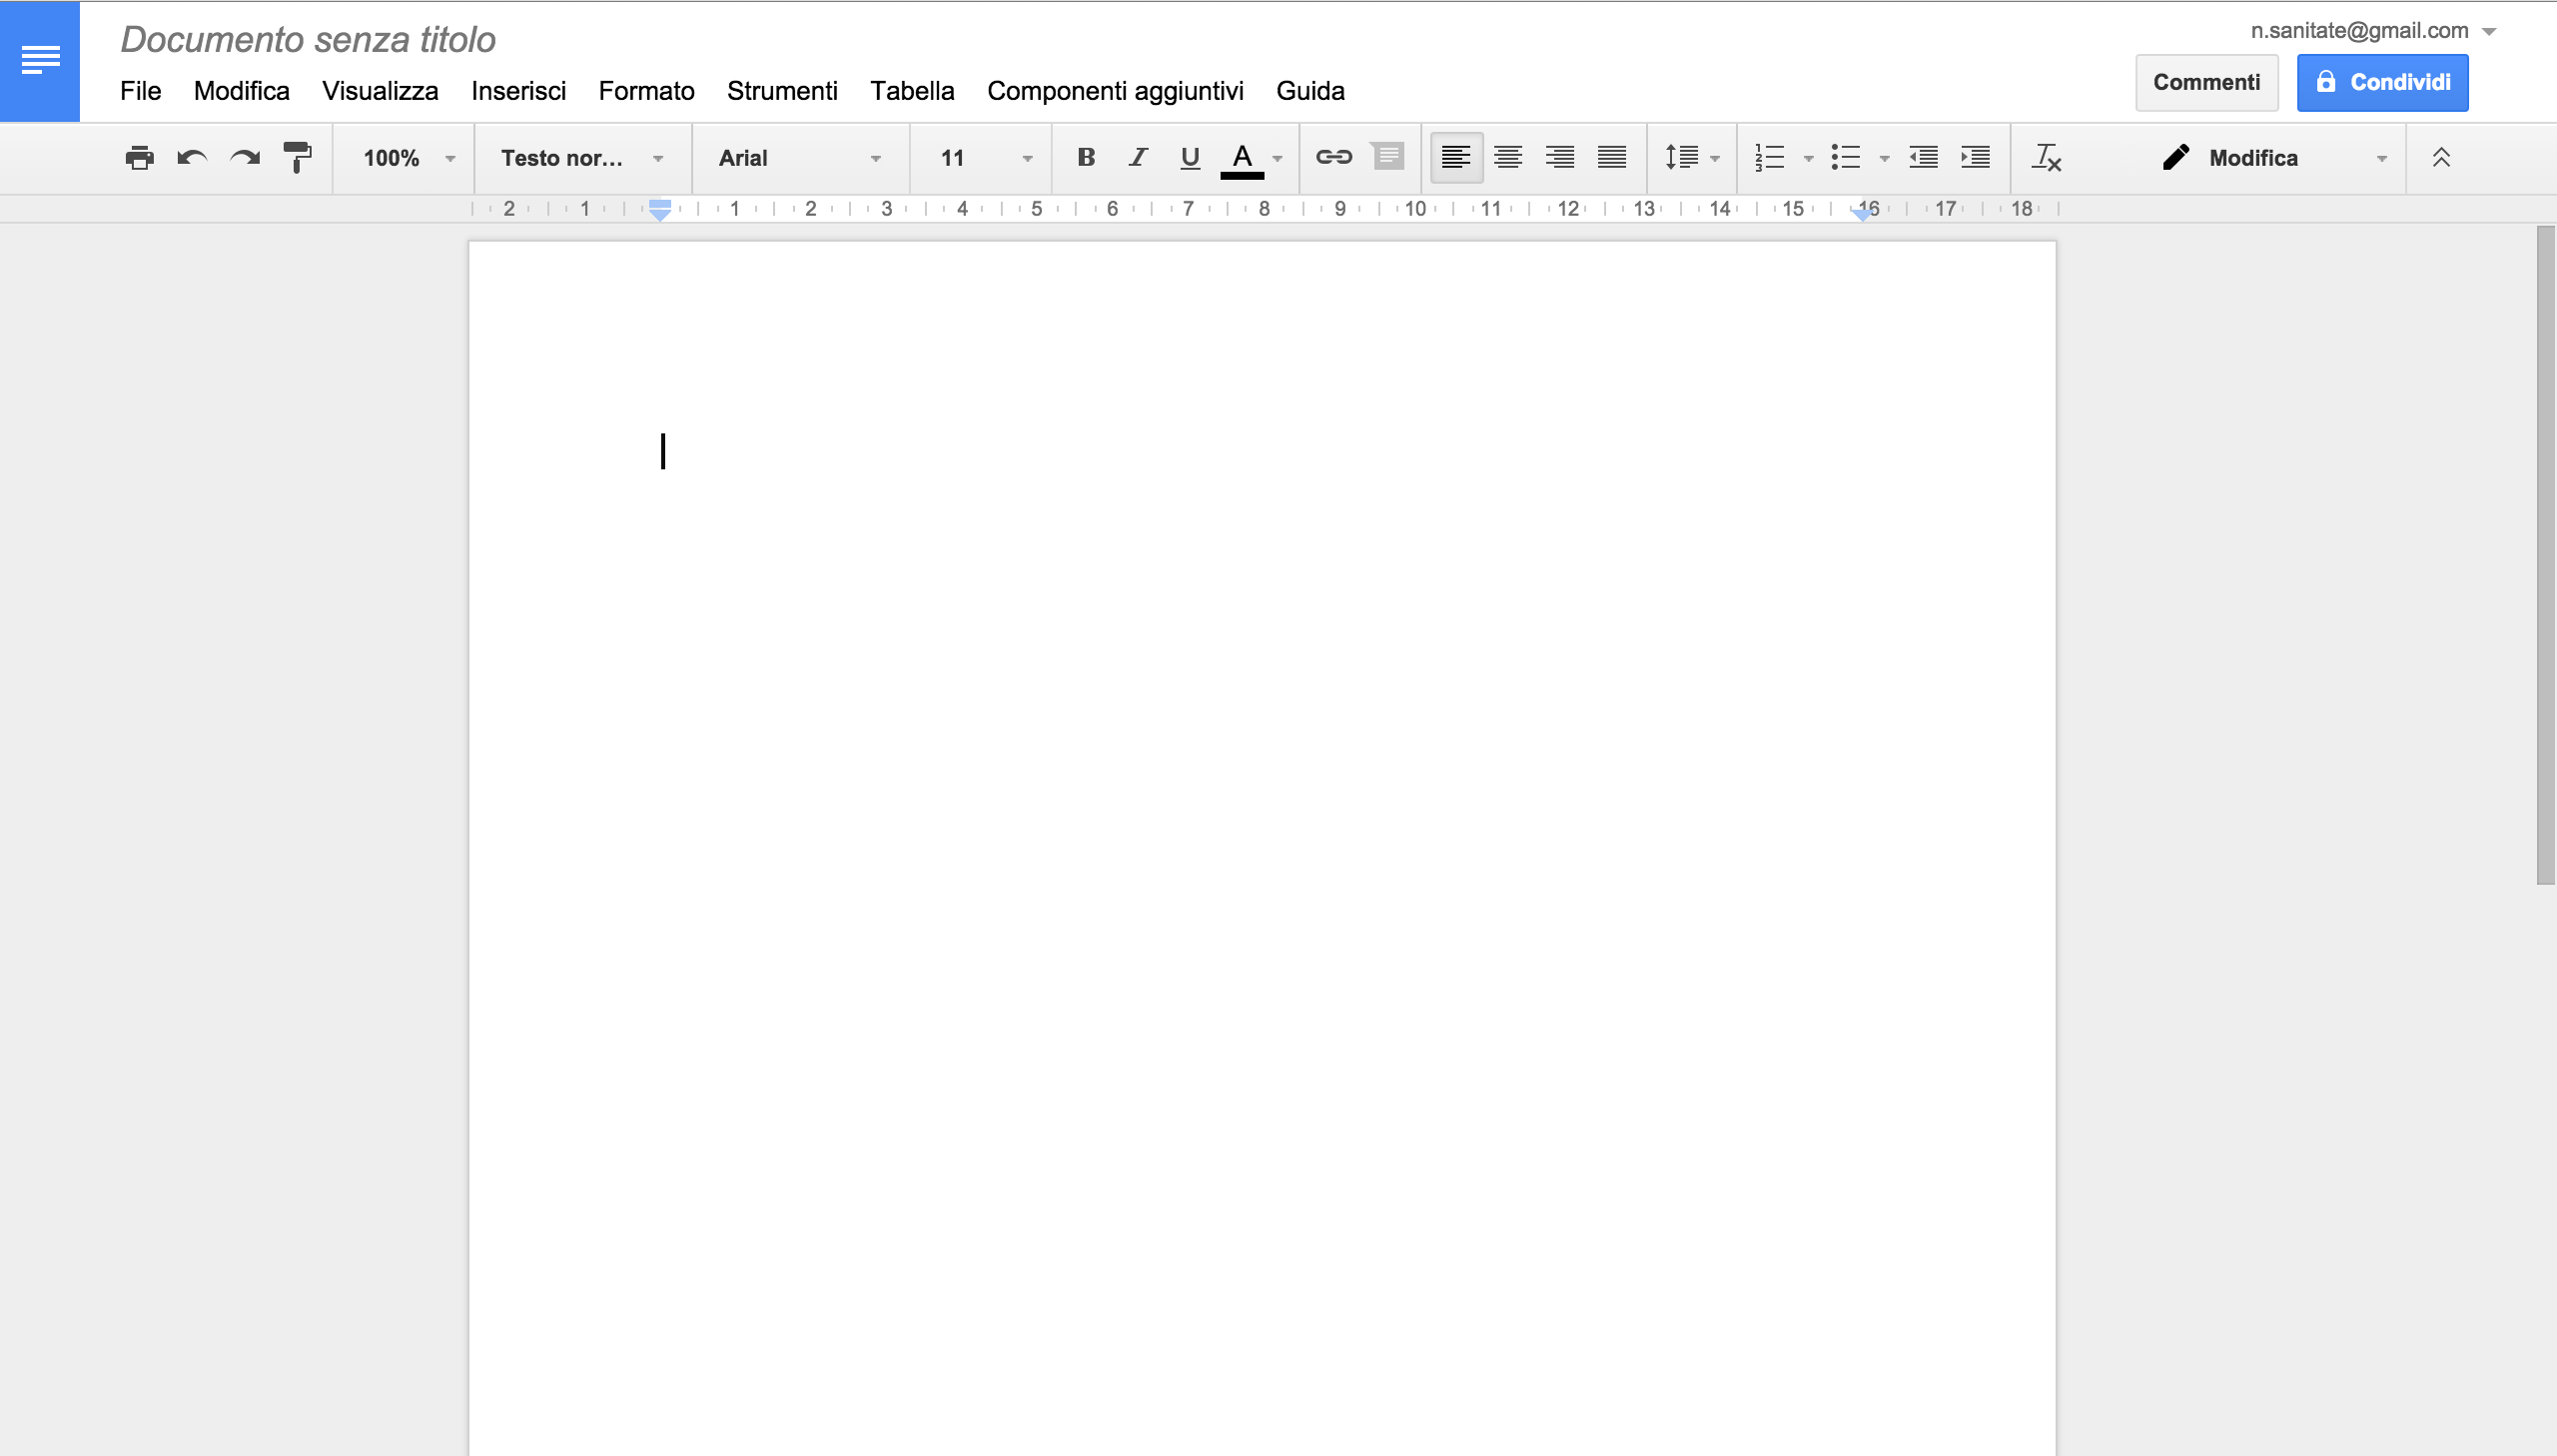 Documento senza titolo
n.sanitate@gmail.com
File Modifica Visualizza Inserisci Formato Strumenti Tabella Componenti aggiuntivi Guida
Commenti Condividi
100% Testo nor... Arial 11 B I U A Modifica
2 1 1 2 3 4 5 6 7 8 9 10 11 12 13 14 15 16 17 18